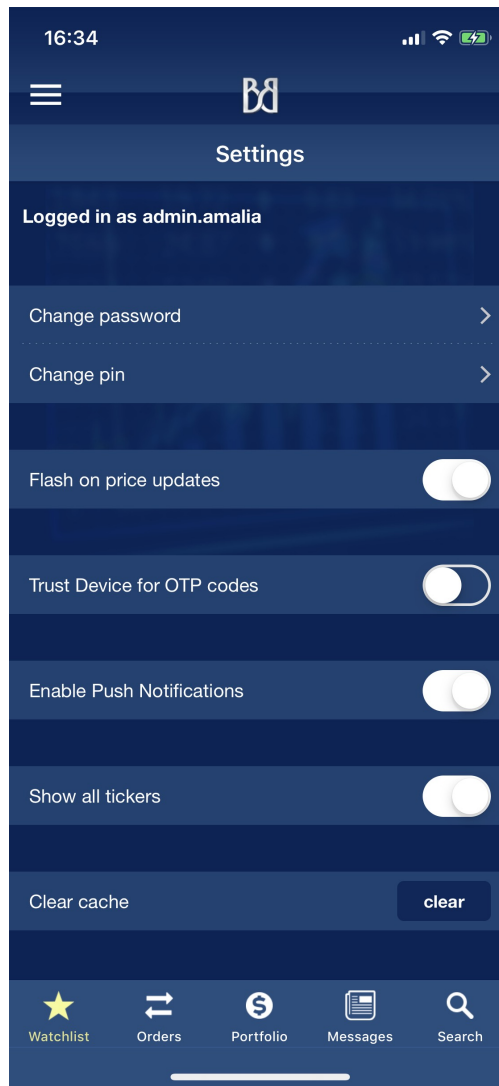 16:34
Settings
Logged in as admin.amalia
Change password
Change pin
Flash on price updates
Trust Device for OTP codes
Enable Push Notifications
Show all tickers
Clear cache clear
Watchlist Orders Portfolio Messages Search